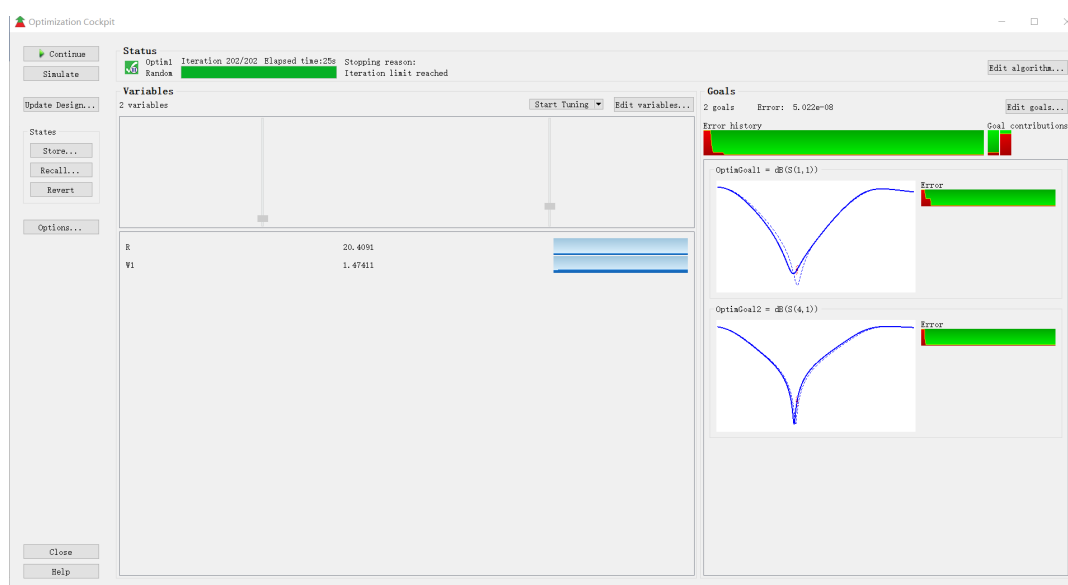 Optimization Cockpit
Continue
Simulate
Update Design...
States
Store...
Recall...
Revert
Options...
Close
Help
Status
Optim1 Iteration 202/202 Elapsed time:25s Stopping reason:
Random Iteration limit reached
Edit algorithm...
Variables
2 variables
Start Tuning
Edit variables...
R 20.4091
W1 1.47411
Goals
2 goals Error: 5.022e-08
Edit goals...
Error history Goal contributions
OptimGoal1 = dB(S(1,1))
Error
OptimGoal2 = dB(S(4,1))
Error